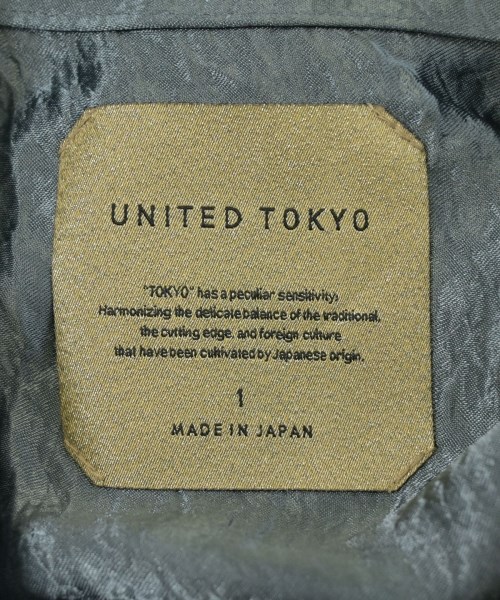 UNITED TOKYO
"TOKYO" has a peculiar sensitivity,
Harmonizing the delicate balance of the traditional,
the cutting edge, and foreign culture
that have been cultivated by Japanese origin.
1
MADE IN JAPAN